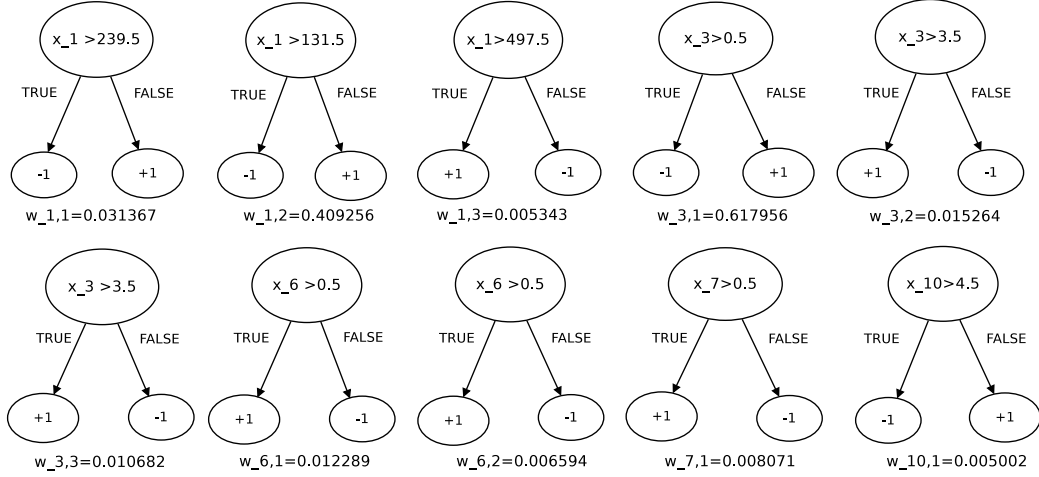 x_1 >239.5 x_1 >131.5 x_1>497.5 x_3>0.5 x_3>3.5
TRUE FALSE TRUE FALSE TRUE FALSE TRUE FALSE TRUE FALSE
-1 +1 -1 +1 +1 -1 -1 +1 +1 -1
w_1,1=0.031367 w_1,2=0.409256 w_1,3=0.005343 w_3,1=0.617956 w_3,2=0.015264
x_3 >3.5 x_6 >0.5 x_6 >0.5 x_7>0.5 x_10>4.5
TRUE FALSE TRUE FALSE TRUE FALSE TRUE FALSE TRUE FALSE
+1 -1 +1 -1 +1 -1 +1 -1 -1 +1
w_3,3=0.010682 w_6,1=0.012289 w_6,2=0.006594 w_7,1=0.008071 w_10,1=0.005002